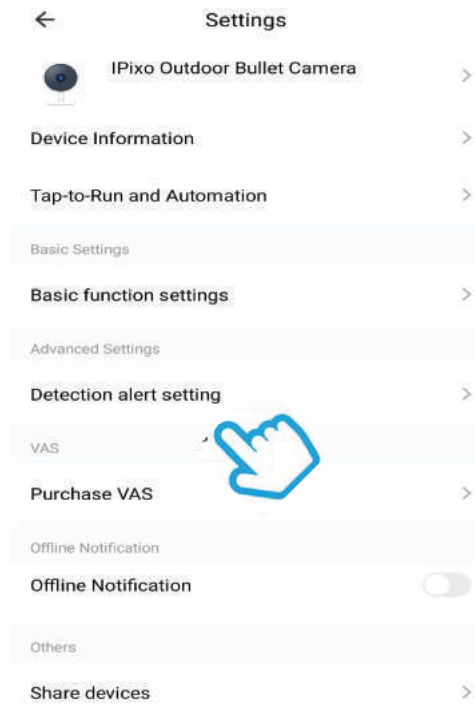 Settings
IPixo Outdoor Bullet Camera
Device Information
Tap-to-Run and Automation
Basic Settings
Basic function settings
Advanced Settings
Detection alert setting
VAS
Purchase VAS
Offline Notification
Offline Notification
Others
Share devices